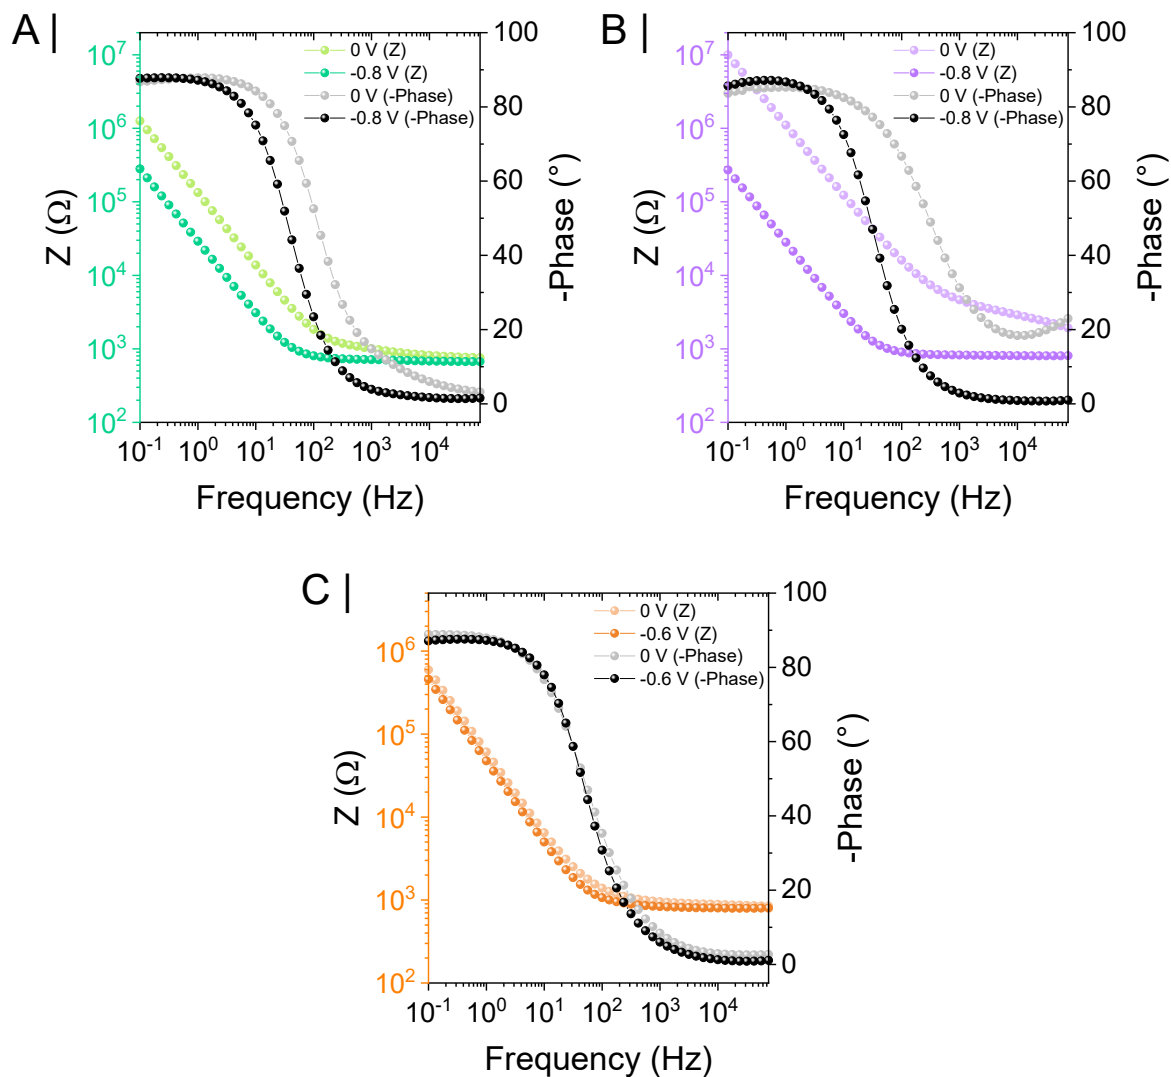 A |
0 V (Z)
-0.8 V (Z)
0 V (-Phase)
-0.8 V (-Phase)
10⁷
10⁶
10⁵
10⁴
10³
10²
Z (Ω)
100
80
60
40
20
0
-Phase (°)
10⁻¹ 10⁰ 10¹ 10² 10³ 10⁴
Frequency (Hz)
B |
0 V (Z)
-0.8 V (Z)
0 V (-Phase)
-0.8 V (-Phase)
10⁷
10⁶
10⁵
10⁴
10³
10²
Z (Ω)
100
80
60
40
20
0
-Phase (°)
10⁻¹ 10⁰ 10¹ 10² 10³ 10⁴
Frequency (Hz)
C |
0 V (Z)
-0.6 V (Z)
0 V (-Phase)
-0.6 V (-Phase)
10⁶
10⁵
10⁴
10³
10²
Z (Ω)
100
80
60
40
20
0
-Phase (°)
10⁻¹ 10⁰ 10¹ 10² 10³ 10⁴
Frequency (Hz)